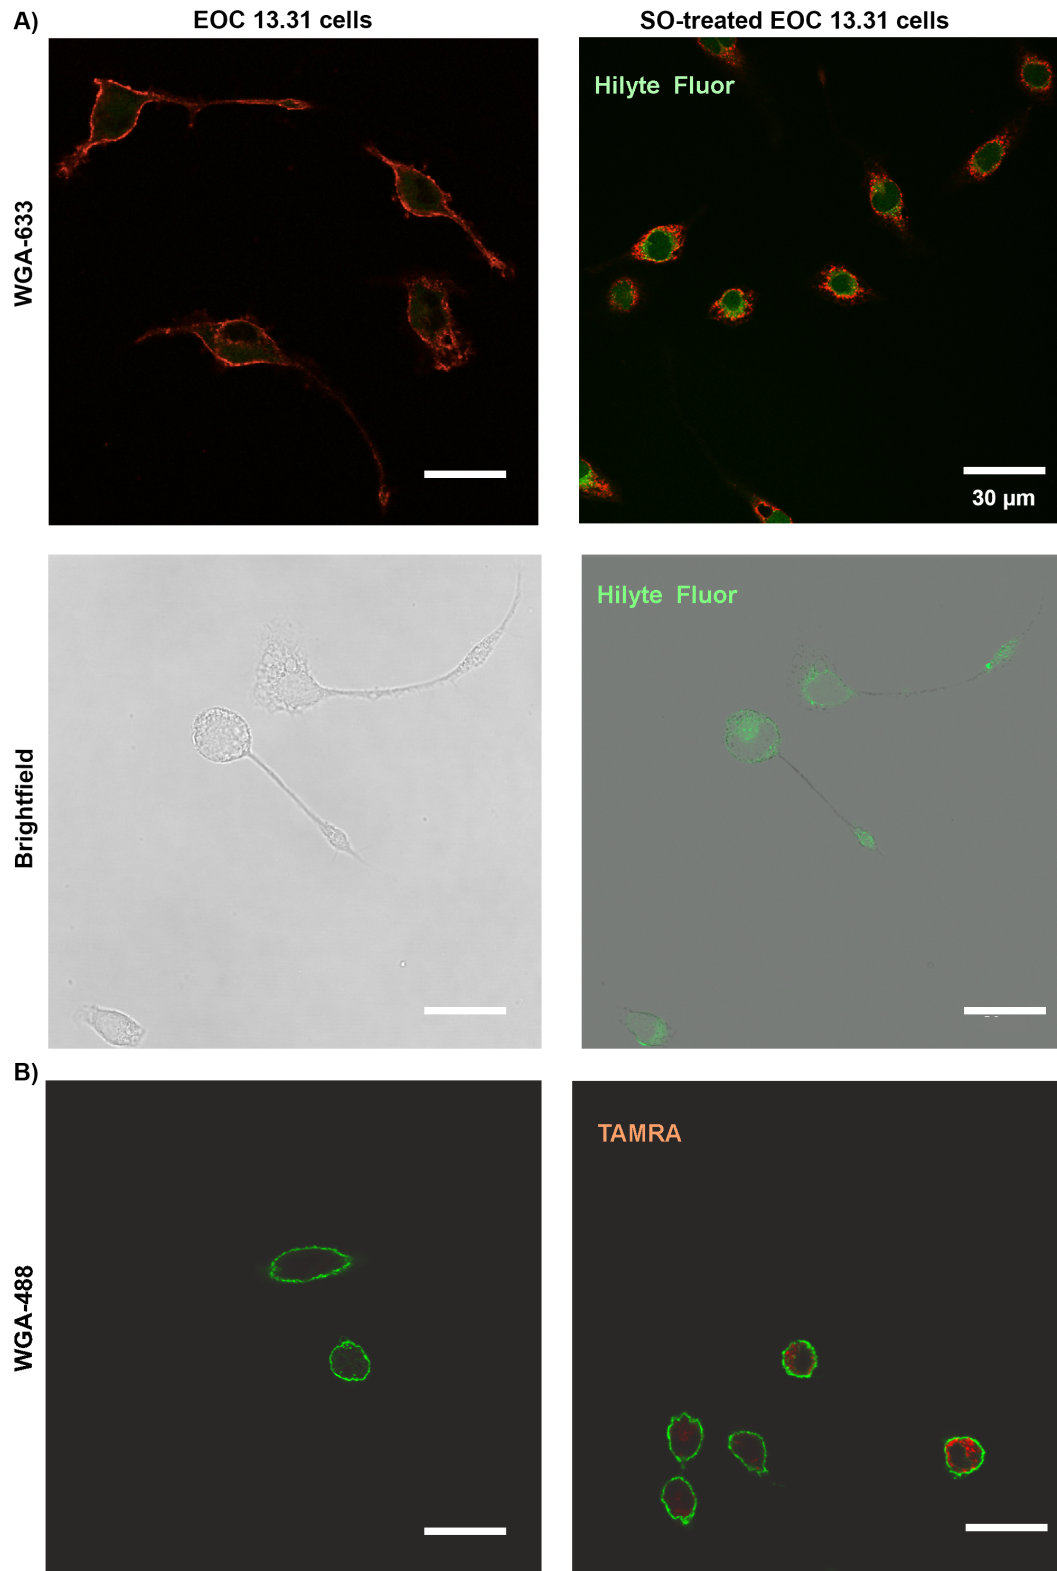 A)
EOC 13.31 cells
SO-treated EOC 13.31 cells
Hilyte Fluor
WGA-633
30 µm
Hilyte Fluor
Brightfield
B)
TAMRA
WGA-488